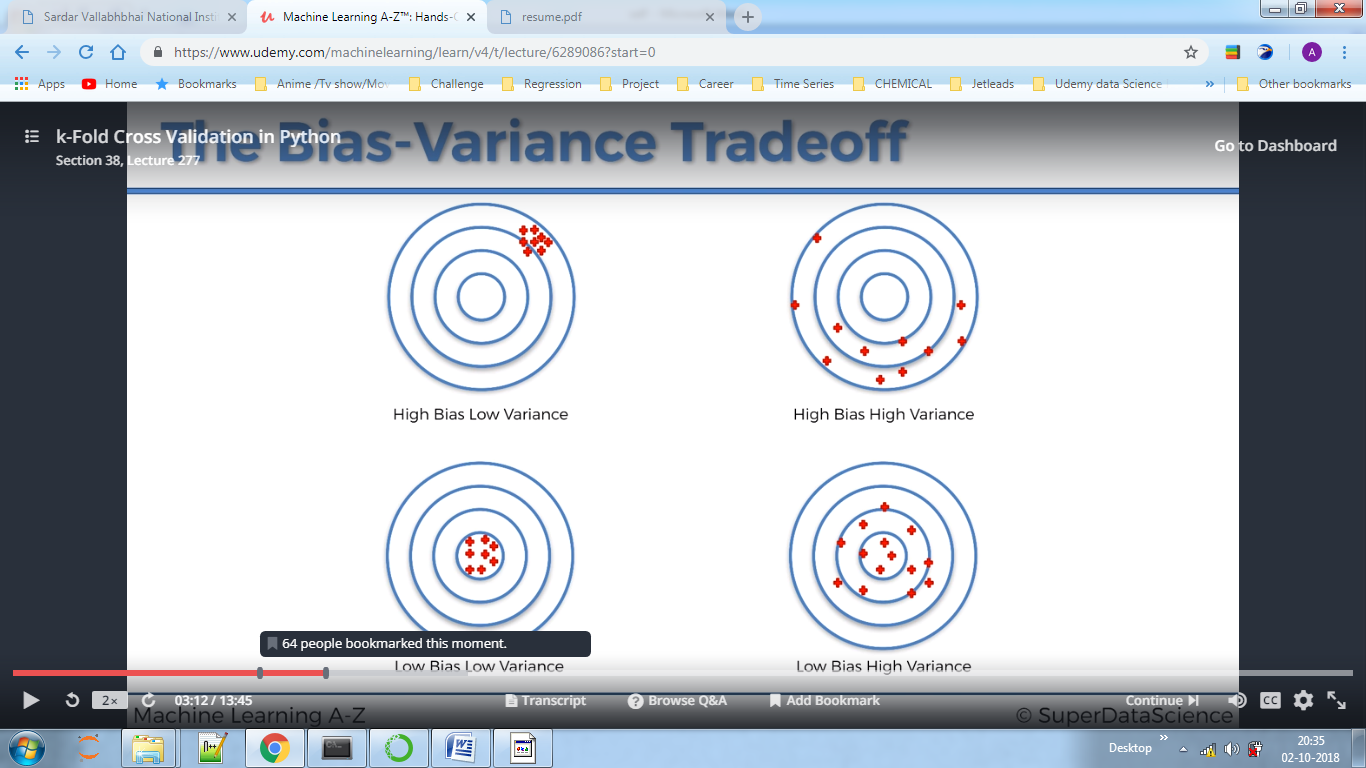 Sardar Vallabhbhai National Insti
Machine Learning A-Z™: Hands-O
resume.pdf
https://www.udemy.com/machinelearning/learn/v4/t/lecture/6289086?start=0
A
Apps
Home
Bookmarks
Anime /Tv show/Mov
Challenge
Regression
Project
Career
Time Series
CHEMICAL
Jetleads
Udemy data Science
»
Other bookmarks
The Bias-Variance Tradeoff
k-Fold Cross Validation in Python
Section 38, Lecture 277
Go to Dashboard
High Bias Low Variance
High Bias High Variance
64 people bookmarked this moment.
Low Bias Low Variance
Low Bias High Variance
2×
03:12 / 13:45
Transcript
Browse Q&A
Add Bookmark
Continue
CC
Machine Learning A-Z
© SuperDataScience
Desktop
»
20:35
02-10-2018